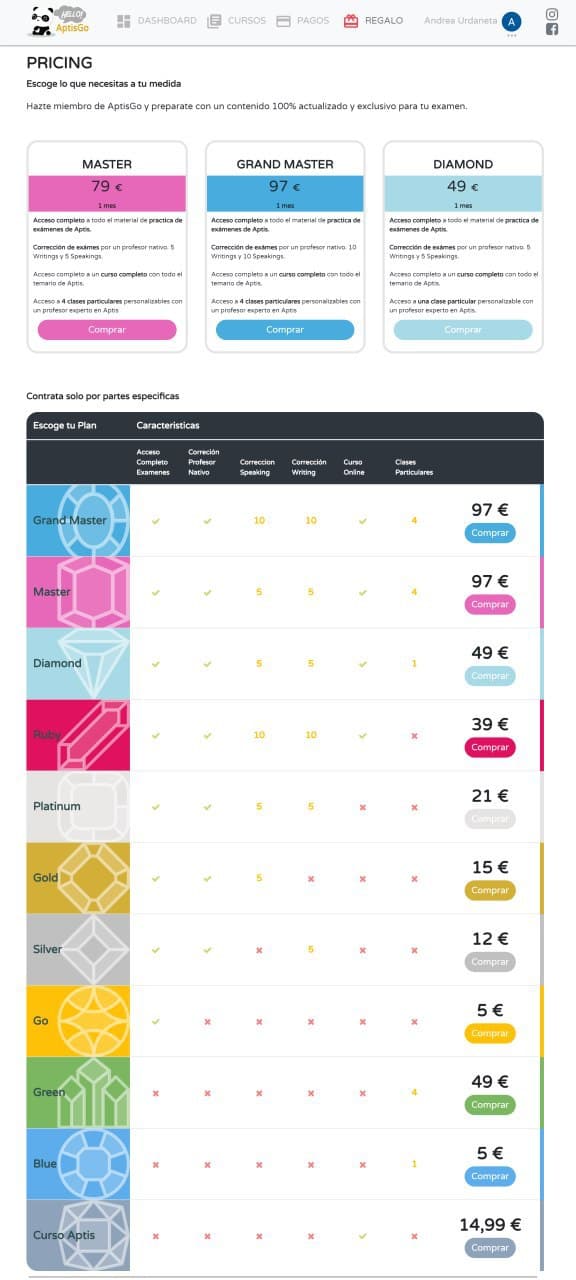 HELLO!
AptisGo
DASHBOARD
CURSOS
PAGOS
REGALO
Andrea Urdaneta
A
PRICING
Escoge lo que necesitas a tu medida
Hazte miembro de AptisGo y preparate con un contenido 100% actualizado y exclusivo para tu examen.
MASTER
79 €
1 mes
Acceso completo a todo el material de practica de
exámenes de Aptis.
Corrección de exámes por un profesor nativo: 5
Writings y 5 Speakings.
Acceso completo a un curso completo con todo el
temario de Aptis.
Acceso a 4 clases particulares personalizables con
un profesor experto en Aptis
Comprar
GRAND MASTER
97 €
1 mes
Acceso completo a todo el material de practica de
exámenes de Aptis.
Corrección de exámes por un profesor nativo: 10
Writings y 10 Speakings.
Acceso completo a un curso completo con todo el
temario de Aptis.
Acceso a 4 clases particulares personalizables con
un profesor experto en Aptis
Comprar
DIAMOND
49 €
1 mes
Acceso completo a todo el material de practica de
exámenes de Aptis.
Corrección de exámes por un profesor nativo: 5
Writings y 5 Speakings.
Acceso completo a un curso completo con todo el
temario de Aptis.
Acceso a una clase particular personalizable con
un profesor experto en Aptis.
Comprar
Contrata solo por partes especificas
Escoge tu Plan Caracteristicas
Acceso
Completo
Examenes
Correción
Profesor
Nativo
Correccion
Speaking
Corrección
Writing
Curso
Online
Clases
Particulares
Grand Master ✓ ✓ 10 10 ✓ 4 97 €
Comprar
Master ✓ ✓ 5 5 ✓ 4 97 €
Comprar
Diamond ✓ ✓ 5 5 ✓ 1 49 €
Comprar
Ruby ✓ ✓ 10 10 ✓ × 39 €
Comprar
Platinum ✓ ✓ 5 5 × × 21 €
Comprar
Gold ✓ ✓ 5 × × × 15 €
Comprar
Silver ✓ ✓ × 5 × × 12 €
Comprar
Go ✓ × × × × × 5 €
Comprar
Green × × × × × 4 49 €
Comprar
Blue × × × × × 1 5 €
Comprar
Curso Aptis × × × × ✓ × 14,99 €
Comprar